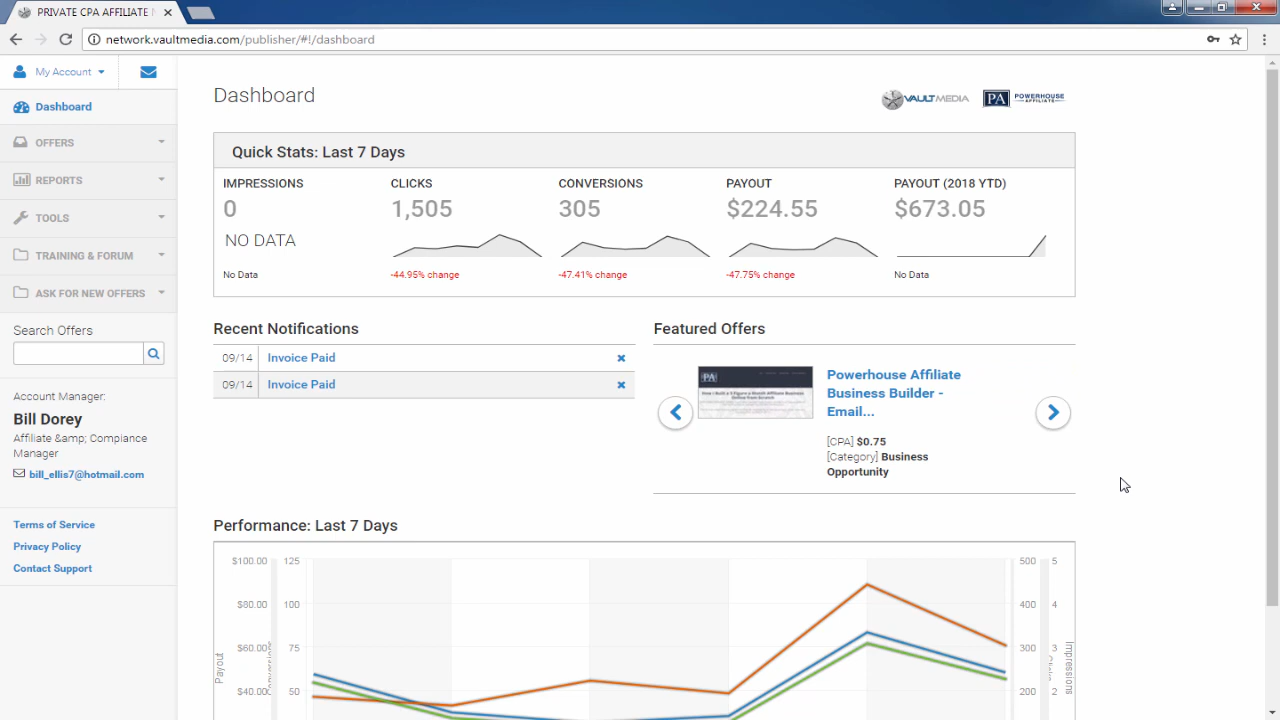 PRIVATE CPA AFFILIATE
network.vaultmedia.com/publisher/#!/dashboard
My Account
Dashboard
OFFERS
REPORTS
TOOLS
TRAINING & FORUM
ASK FOR NEW OFFERS
Search Offers
Account Manager:
Bill Dorey
Affiliate &amp; Compiance
Manager
bill_ellis7@hotmail.com
Terms of Service
Privacy Policy
Contact Support
Dashboard
VAULTMEDIA
PA POWERHOUSE
AFFILIATE
Quick Stats: Last 7 Days
IMPRESSIONS CLICKS CONVERSIONS PAYOUT PAYOUT (2018 YTD)
0 1,505 305 $224.55 $673.05
NO DATA
No Data -44.95% change -47.41% change -47.75% change No Data
Recent Notifications
09/14 Invoice Paid
09/14 Invoice Paid
Featured Offers
PA
Powerhouse Affiliate
Business Builder -
Email...
[CPA] $0.75
[Category] Business
Opportunity
Performance: Last 7 Days
$100.00 125 500 5
$80.00 100 400 4
$60.00 75 300 3
$40.00 50 200 2
Payout
Impressions